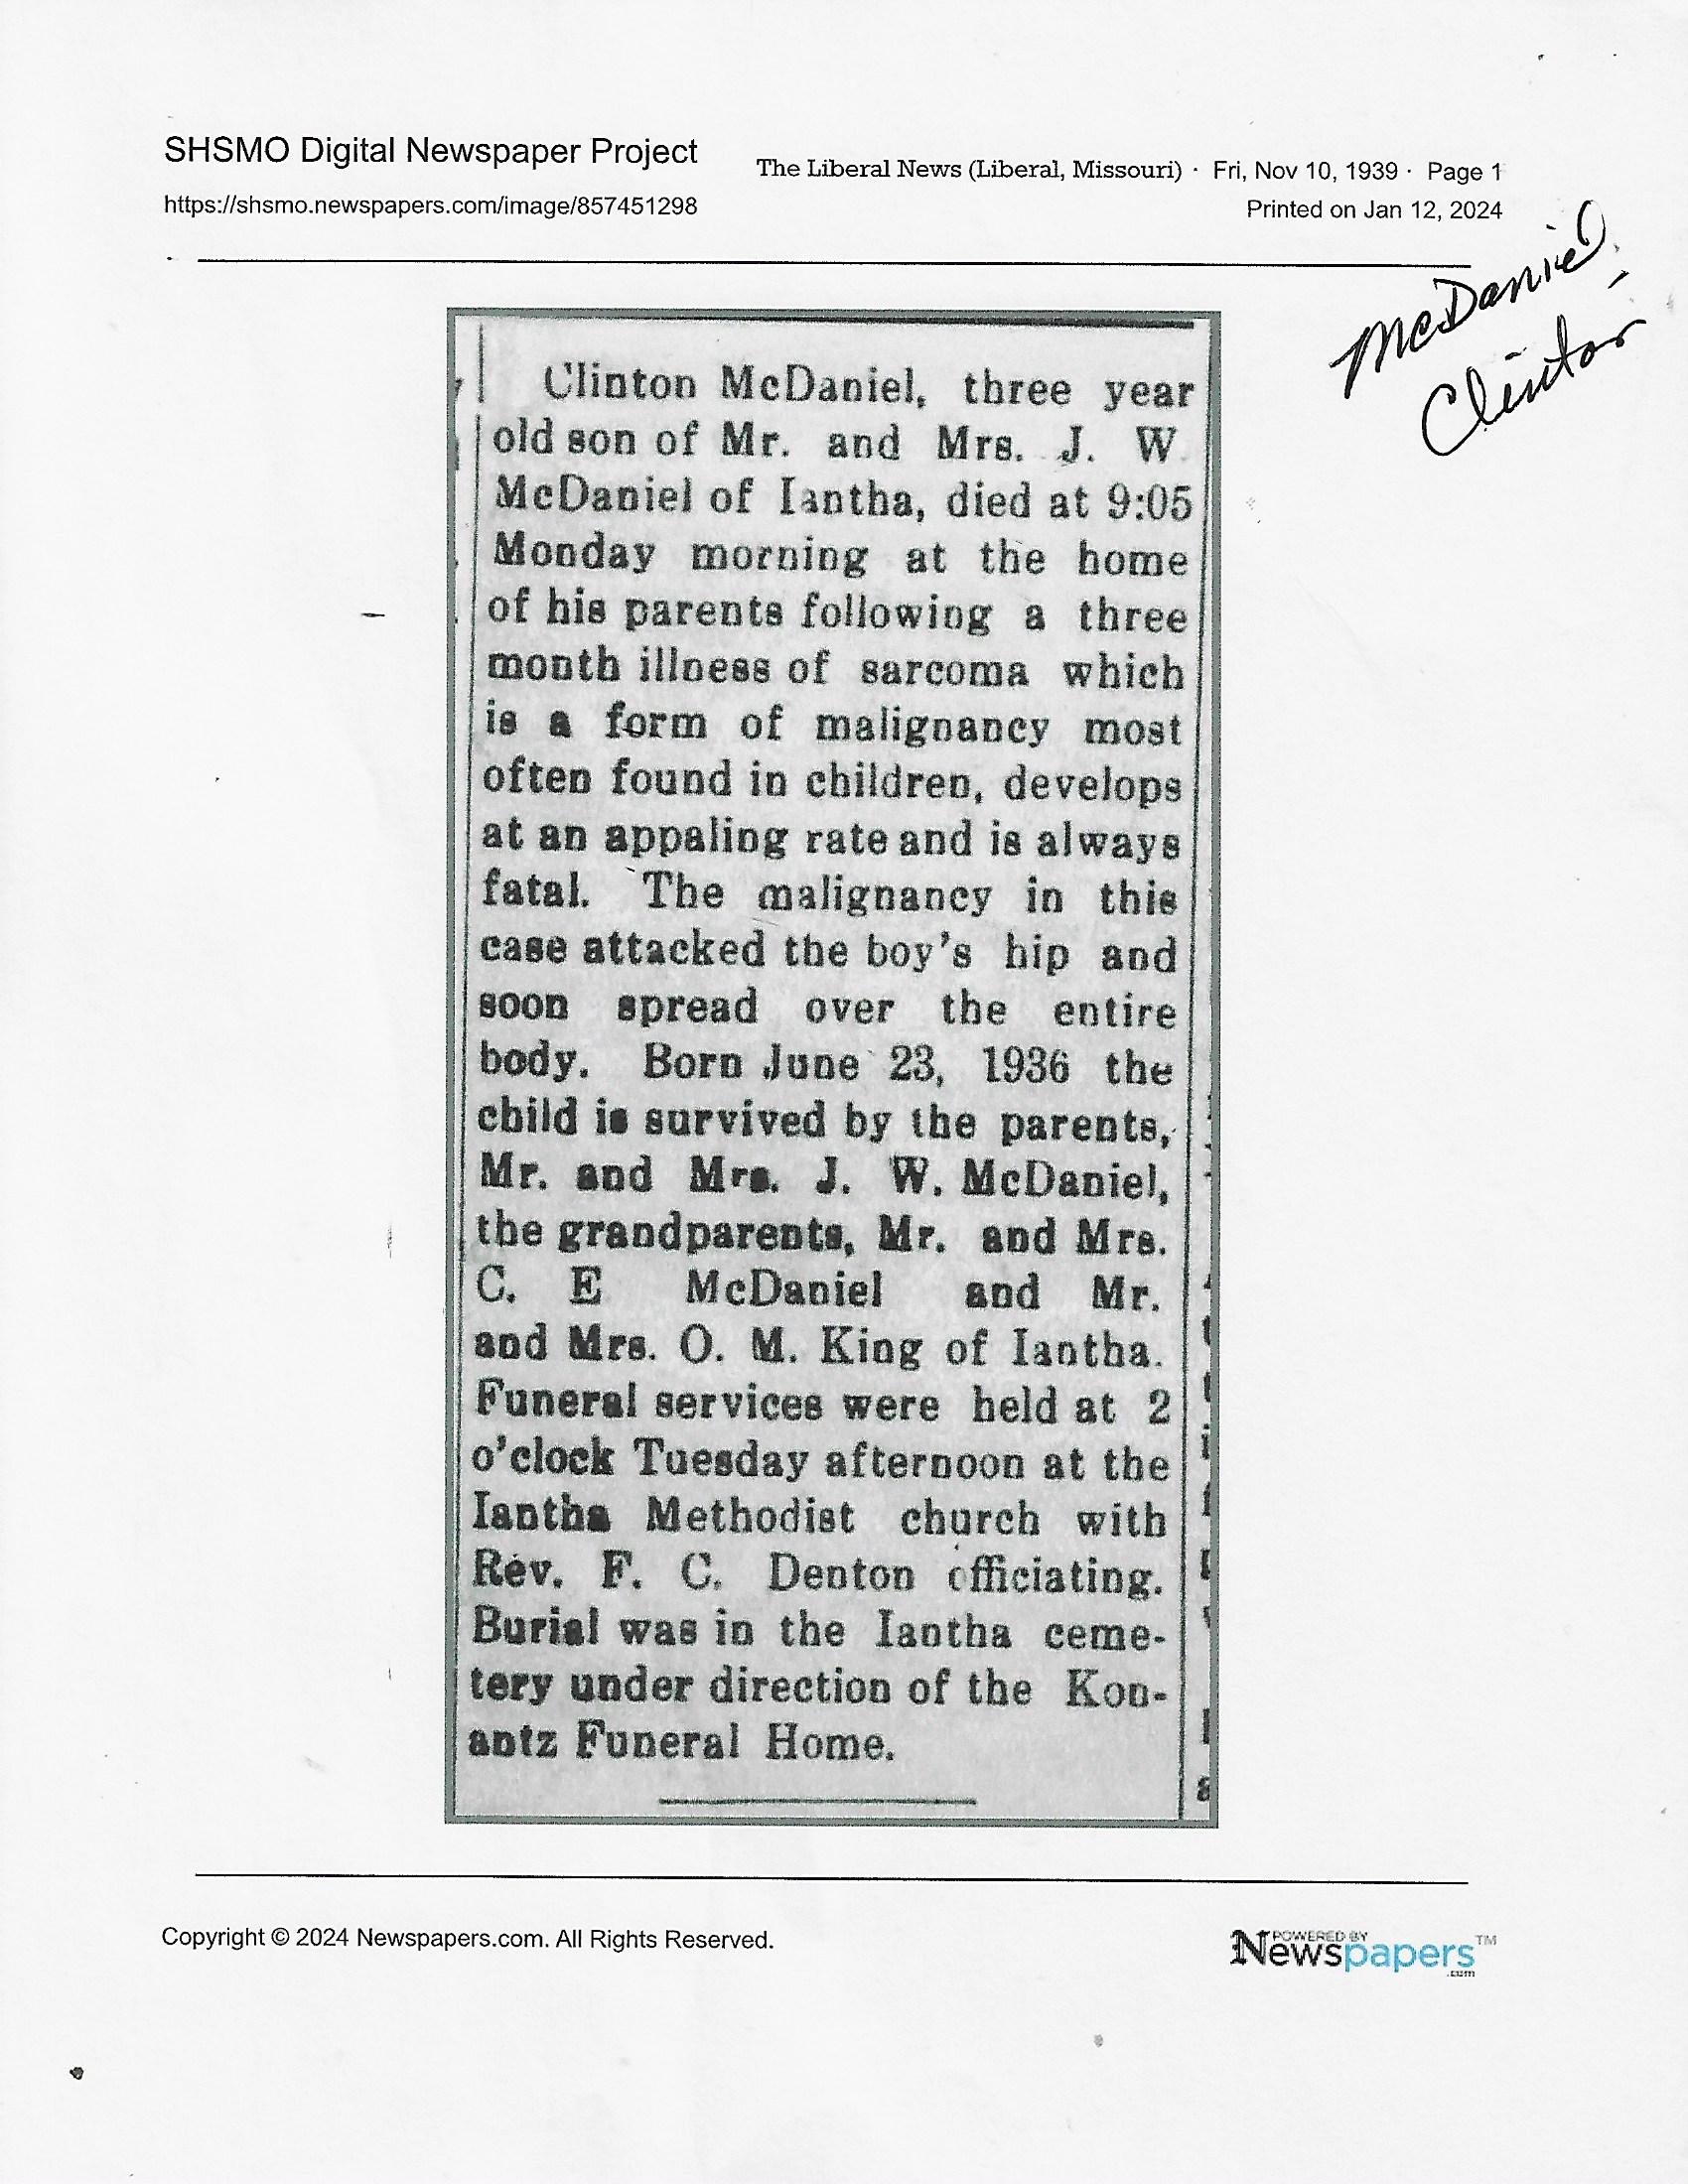 SHSMO Digital Newspaper Project
https://shsmo.newspapers.com/image/857451298
The Liberal News (Liberal, Missouri) · Fri, Nov 10, 1939 · Page 1
Printed on Jan 12, 2024
McDaniel,
Clinton
Clinton McDaniel, three year
old son of Mr. and Mrs. J. W
McDaniel of Iantha, died at 9:05
Monday morning at the home
of his parents following a three
month illness of sarcoma which
is a form of malignancy most
often found in children, develops
at an appaling rate and is always
fatal. The malignancy in this
case attacked the boy's hip and
soon spread over the entire
body. Born June 23, 1936 the
child is survived by the parents,
Mr. and Mrs. J. W. McDaniel,
the grandparents, Mr. and Mrs.
C. E McDaniel and Mr.
and Mrs. O. M. King of Iantha.
Funeral services were held at 2
o'clock Tuesday afternoon at the
Iantha Methodist church with
Rev. F. C. Denton officiating.
Burial was in the Iantha ceme-
tery under direction of the Kon-
antz Funeral Home.
Copyright © 2024 Newspapers.com. All Rights Reserved.
POWERED BY
Newspapers™
.com